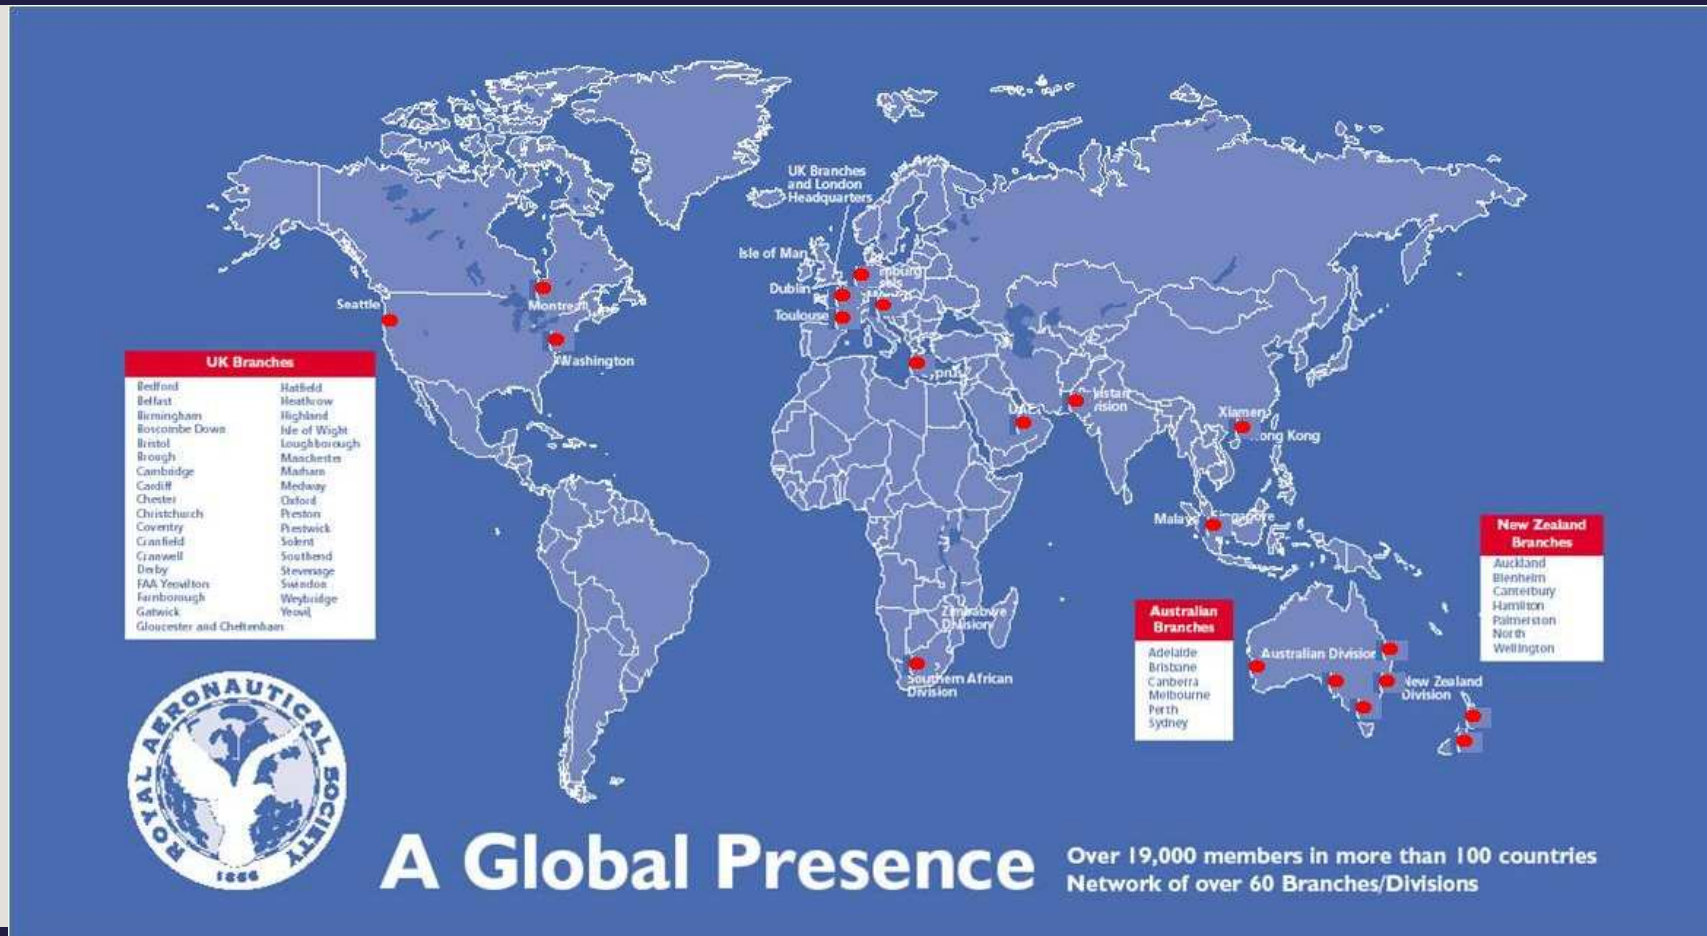 UK Branches
and London
Headquarters
Isle of Man
Dublin
Toulouse
Seattle
Montreal
Washington
UAE
Xiamen
Singapore
Zimbabwe
Division
Southern African
Division
Australian Division
New Zealand
Division
UK Branches
Bedford
Belfast
Birmingham
Boscombe Down
Bristol
Brough
Cambridge
Cardiff
Chester
Christchurch
Coventry
Cranfield
Cranwell
Derby
FAA Yeovilton
Farnborough
Gatwick
Gloucester and Cheltenham
Hatfield
Heathrow
Highland
Isle of Wight
Loughborough
Manchester
Marham
Medway
Oxford
Preston
Prestwick
Solent
Southend
Stevenage
Swindon
Weybridge
Yeovil
Australian
Branches
Adelaide
Brisbane
Canberra
Melbourne
Perth
Sydney
New Zealand
Branches
Auckland
Blenheim
Canterbury
Hamilton
Palmerston
North
Wellington
ROYAL AERONAUTICAL SOCIETY
1866
A Global Presence
Over 19,000 members in more than 100 countries
Network of over 60 Branches/Divisions